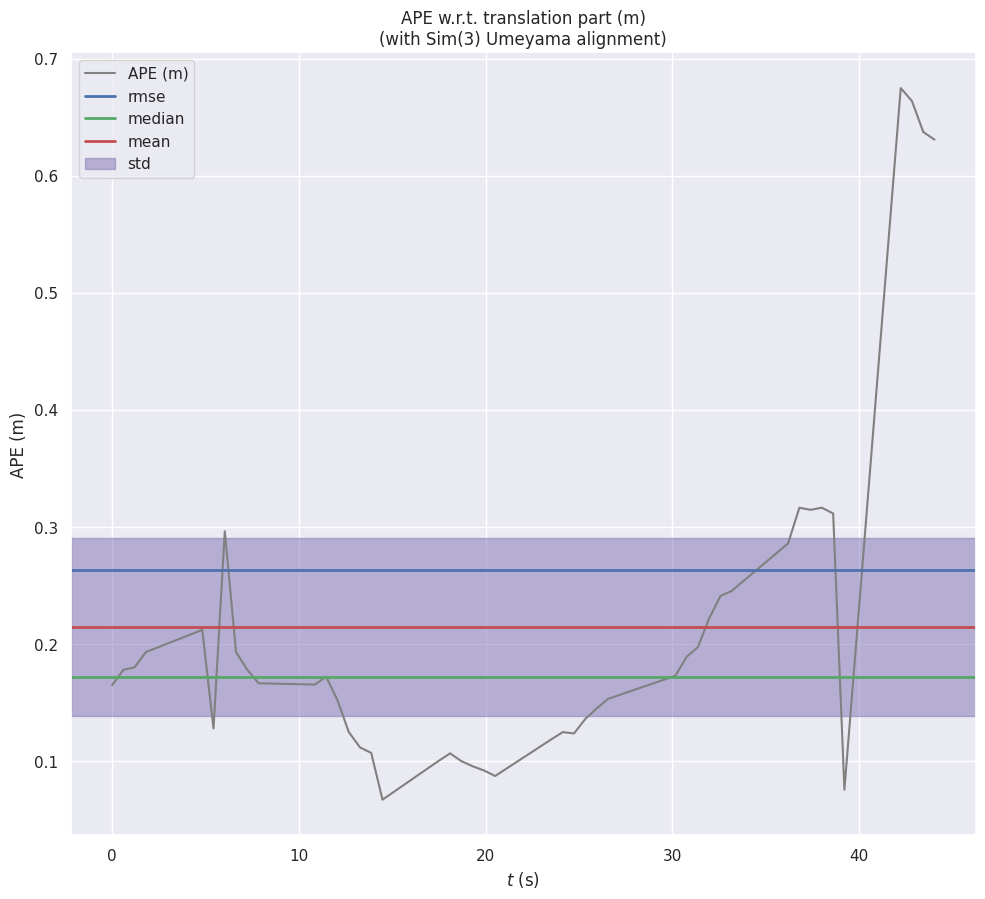 APE w.r.t. translation part (m)
(with Sim(3) Umeyama alignment)
APE (m)
rmse
median
mean
std
0.7
0.6
0.5
0.4
0.3
0.2
0.1
APE (m)
0 10 20 30 40
t (s)